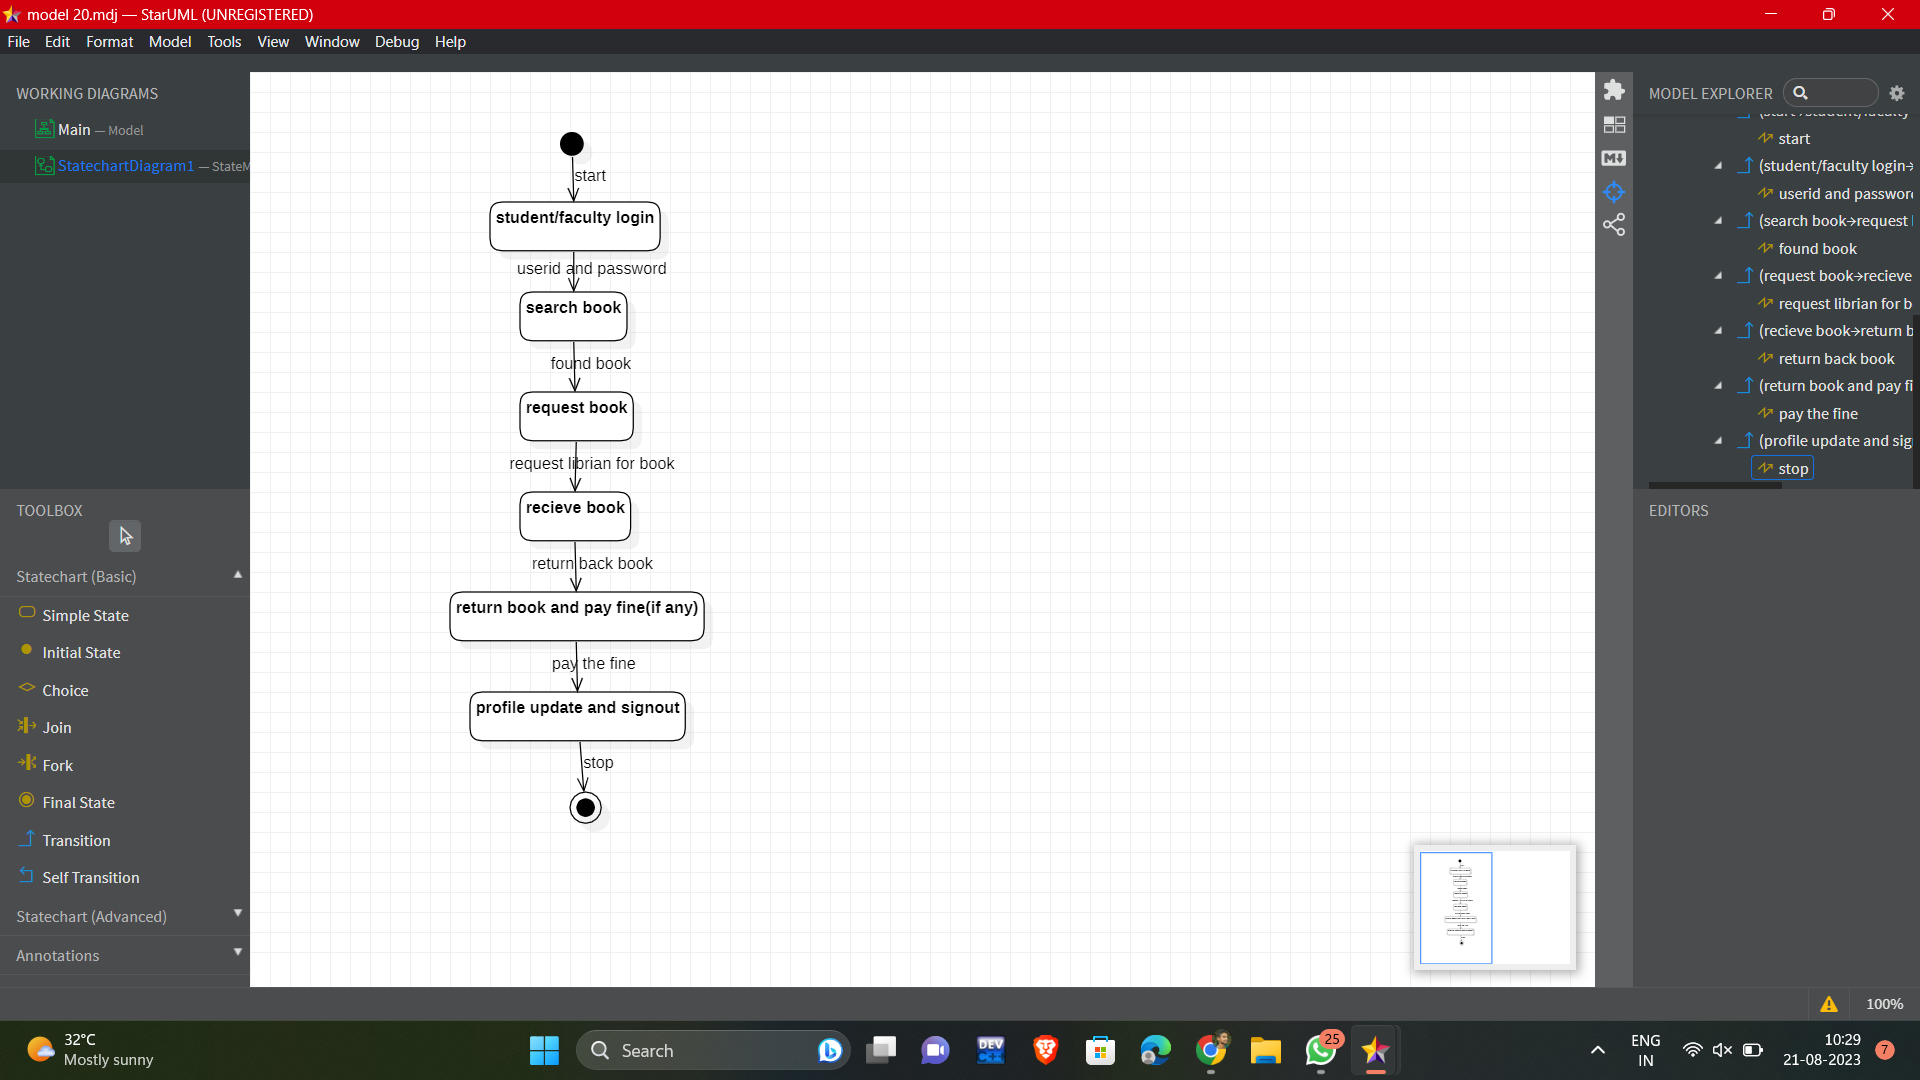 model 20.mdj — StarUML (UNREGISTERED)
File Edit Format Model Tools View Window Debug Help
WORKING DIAGRAMS
Main — Model
StatechartDiagram1 — StateM
TOOLBOX
Statechart (Basic)
Simple State
Initial State
Choice
Join
Fork
Final State
Transition
Self Transition
Statechart (Advanced)
Annotations
start
student/faculty login
userid and password
search book
found book
request book
request librian for book
recieve book
return back book
return book and pay fine(if any)
pay the fine
profile update and signout
stop
MODEL EXPLORER
start
(student/faculty login→
userid and password
(search book→request
found book
(request book→recieve
request librian for b
(recieve book→return b
return back book
(return book and pay fi
pay the fine
(profile update and sig
stop
EDITORS
100%
32°C
Mostly sunny
Search
DEV
C++
25
ENG
IN
10:29
21-08-2023
7